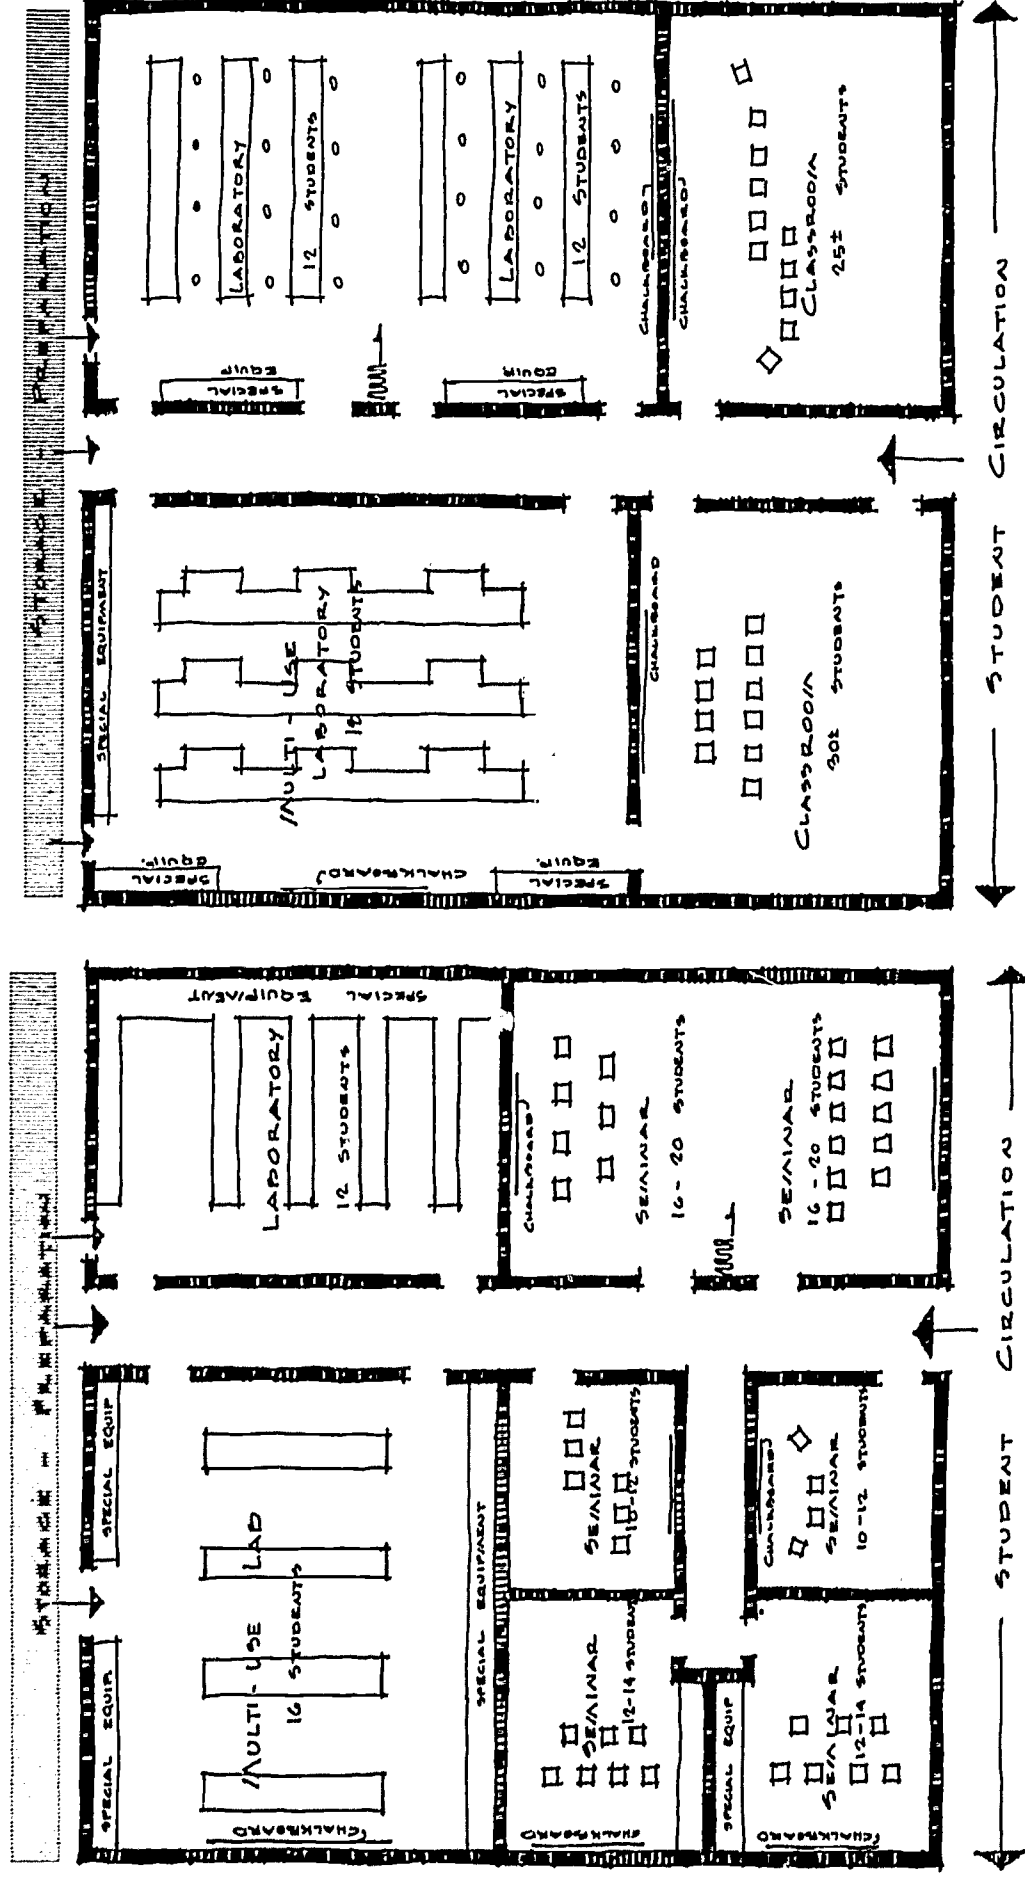 STORAGE - PREPARATION
LABORATORY
12 STUDENTS
SPECIAL
EQUIP
LABORATORY
12 STUDENTS
SPECIAL
EQUIP
CHALKBOARD
CHALKBOARD
CLASSROOM
25± STUDENTS
SPECIAL EQUIPMENT
MULTI-USE
LABORATORY
18 STUDENTS
SPECIAL
EQUIP.
CHALKBOARD
SPECIAL
EQUIP.
CHALKBOARD
CLASSROOM
30± STUDENTS
STUDENT CIRCULATION
STORAGE & PREPARATION
LABORATORY
12 STUDENTS
SPECIAL
EQUIPMENT
CHALKBOARD
SEMINAR
16-20 STUDENTS
SEMINAR
16-20 STUDENTS
SPECIAL EQUIP
SPECIAL EQUIP
MULTI-USE LAB
16 STUDENTS
CHALKBOARD
SPECIAL EQUIPMENT
SEMINAR
10-12 STUDENTS
SEMINAR
12-14 STUDENTS
CHALKBOARD
CHALKBOARD
SEMINAR
10-12 STUDENTS
SPECIAL EQUIP
SEMINAR
12-14 STUDENTS
CHALKBOARD
STUDENT CIRCULATION